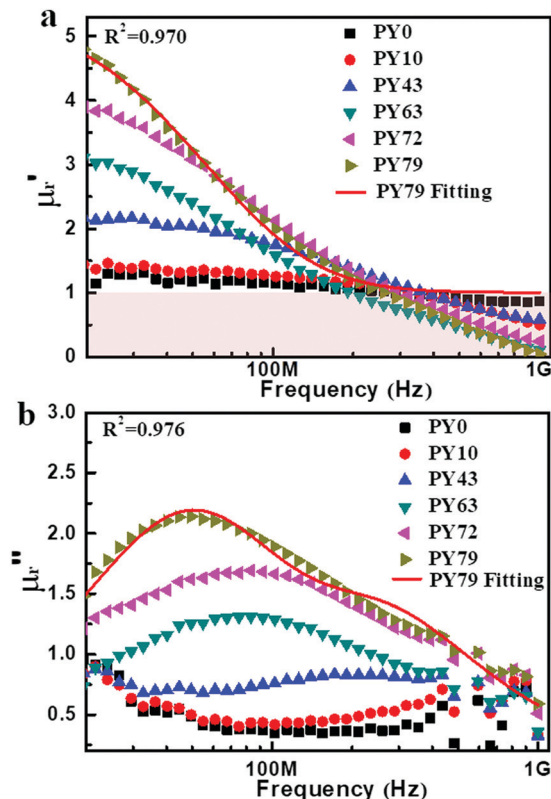 a
R²=0.970
PY0
PY10
PY43
PY63
PY72
PY79
PY79 Fitting
μr'
5
4
3
2
1
0
100M
1G
Frequency (Hz)
b
R²=0.976
PY0
PY10
PY43
PY63
PY72
PY79
PY79 Fitting
μr"
3.0
2.5
2.0
1.5
1.0
0.5
100M
1G
Frequency (Hz)